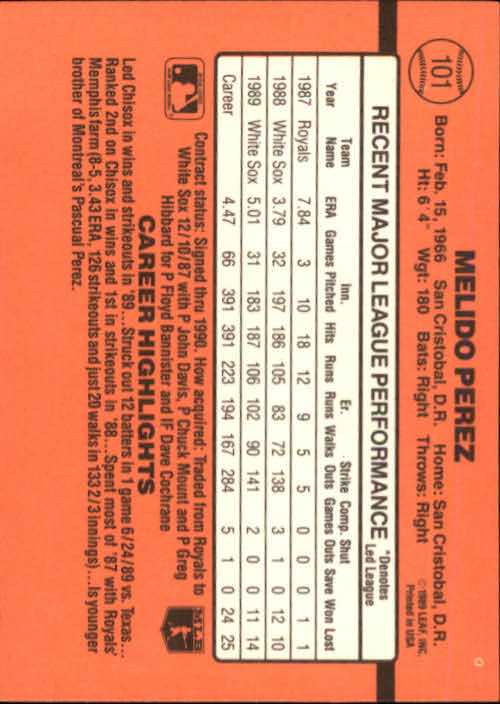 101
MELIDO PEREZ
Born: Feb. 15, 1966 San Cristobal, D.R. Home: San Cristobal, D.R.
Ht: 6'4" Wgt: 180 Bats: Right Throws: Right
© 1989 LEAF, INC.
Printed in USA
RECENT MAJOR LEAGUE PERFORMANCE
*Denotes
Led League
Team Inn. Er. Strike Comp. Shut
Year Name ERA Games Pitched Hits Runs Runs Walks Outs Games Outs Save Won Lost
1987 Royals 7.84 3 10 18 12 9 5 5 0 0 0 1 1
1988 White Sox 3.79 32 197 186 105 83 72 138 3 1 0 12 10
1989 White Sox 5.01 31 183 187 106 102 90 141 2 0 0 11 14
Career 4.47 66 391 391 223 194 167 284 5 1 0 24 25
Contract status: Signed thru 1990. How acquired: Traded from Royals to
White Sox 12/10/87 with P John Davis, P Chuck Mount and P Greg
Hibbard for P Floyd Bannister and IF Dave Cochrane
MLB
CAREER HIGHLIGHTS
Led Chisox in wins and strikeouts in '89...Struck out 12 batters in 1 game 6/24/89 vs. Texas...
Ranked 2nd on Chisox in wins and 1st in strikeouts in '88...Spent most of '87 with Royals'
Memphis farm (8-5, 3.43 ERA, 126 strikeouts and just 20 walks in 133 2/3 innings)...Is younger
brother of Montreal's Pascual Perez.